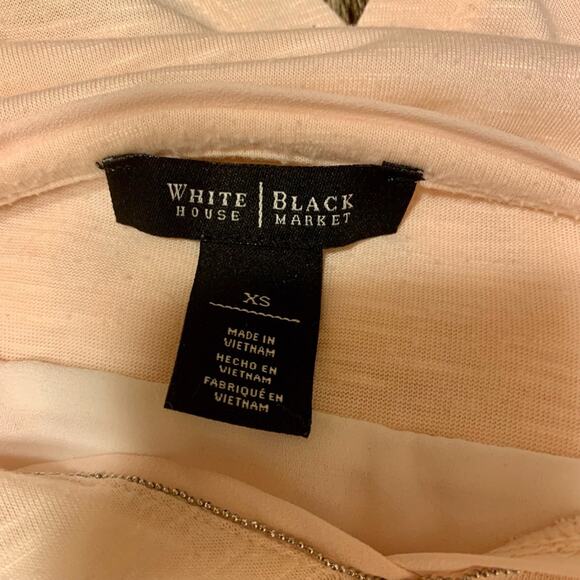 WHITE | BLACK
HOUSE | MARKET
XS
MADE IN
VIETNAM
HECHO EN
VIETNAM
FABRIQUÉ EN
VIETNAM